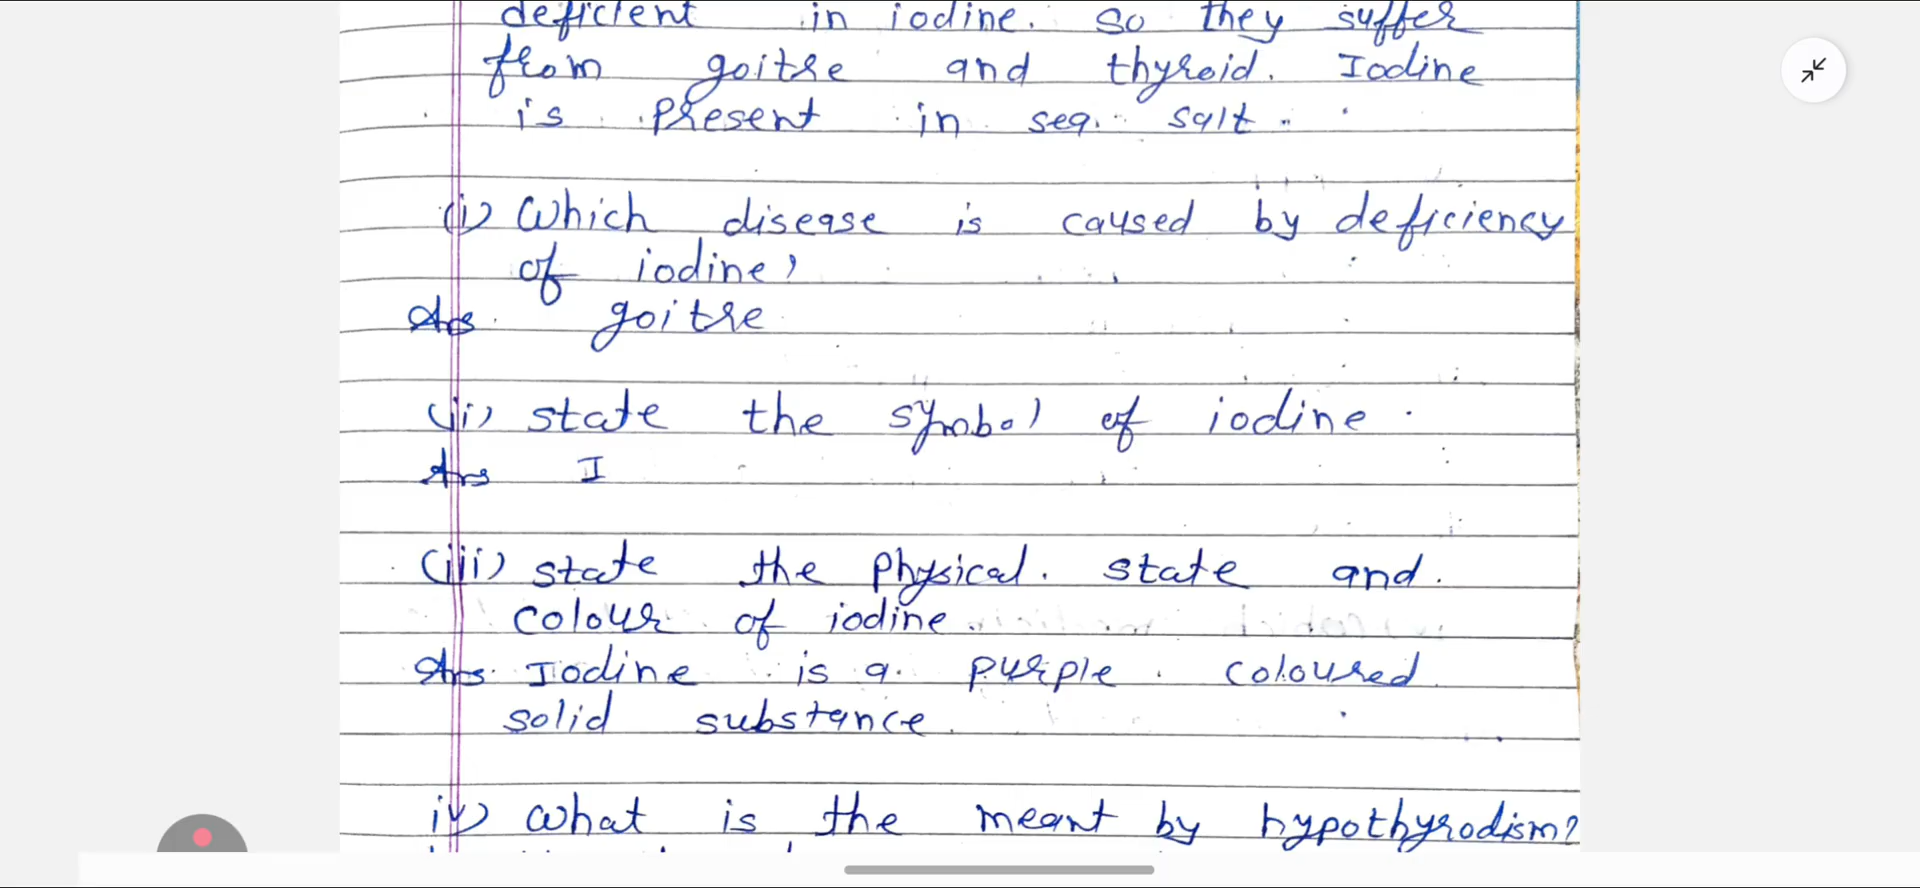 deficient in iodine. So they suffer
from goitre and thyroid. Iodine
is present in sea salt.
(i) Which disease is caused by deficiency
of iodine?
Ans goitre
(ii) state the symbol of iodine.
Ans I
(iii) state the physical state and
colour of iodine.
Ans. Iodine is a purple coloured
solid substance.
iv) what is the meant by hypothyrodism?